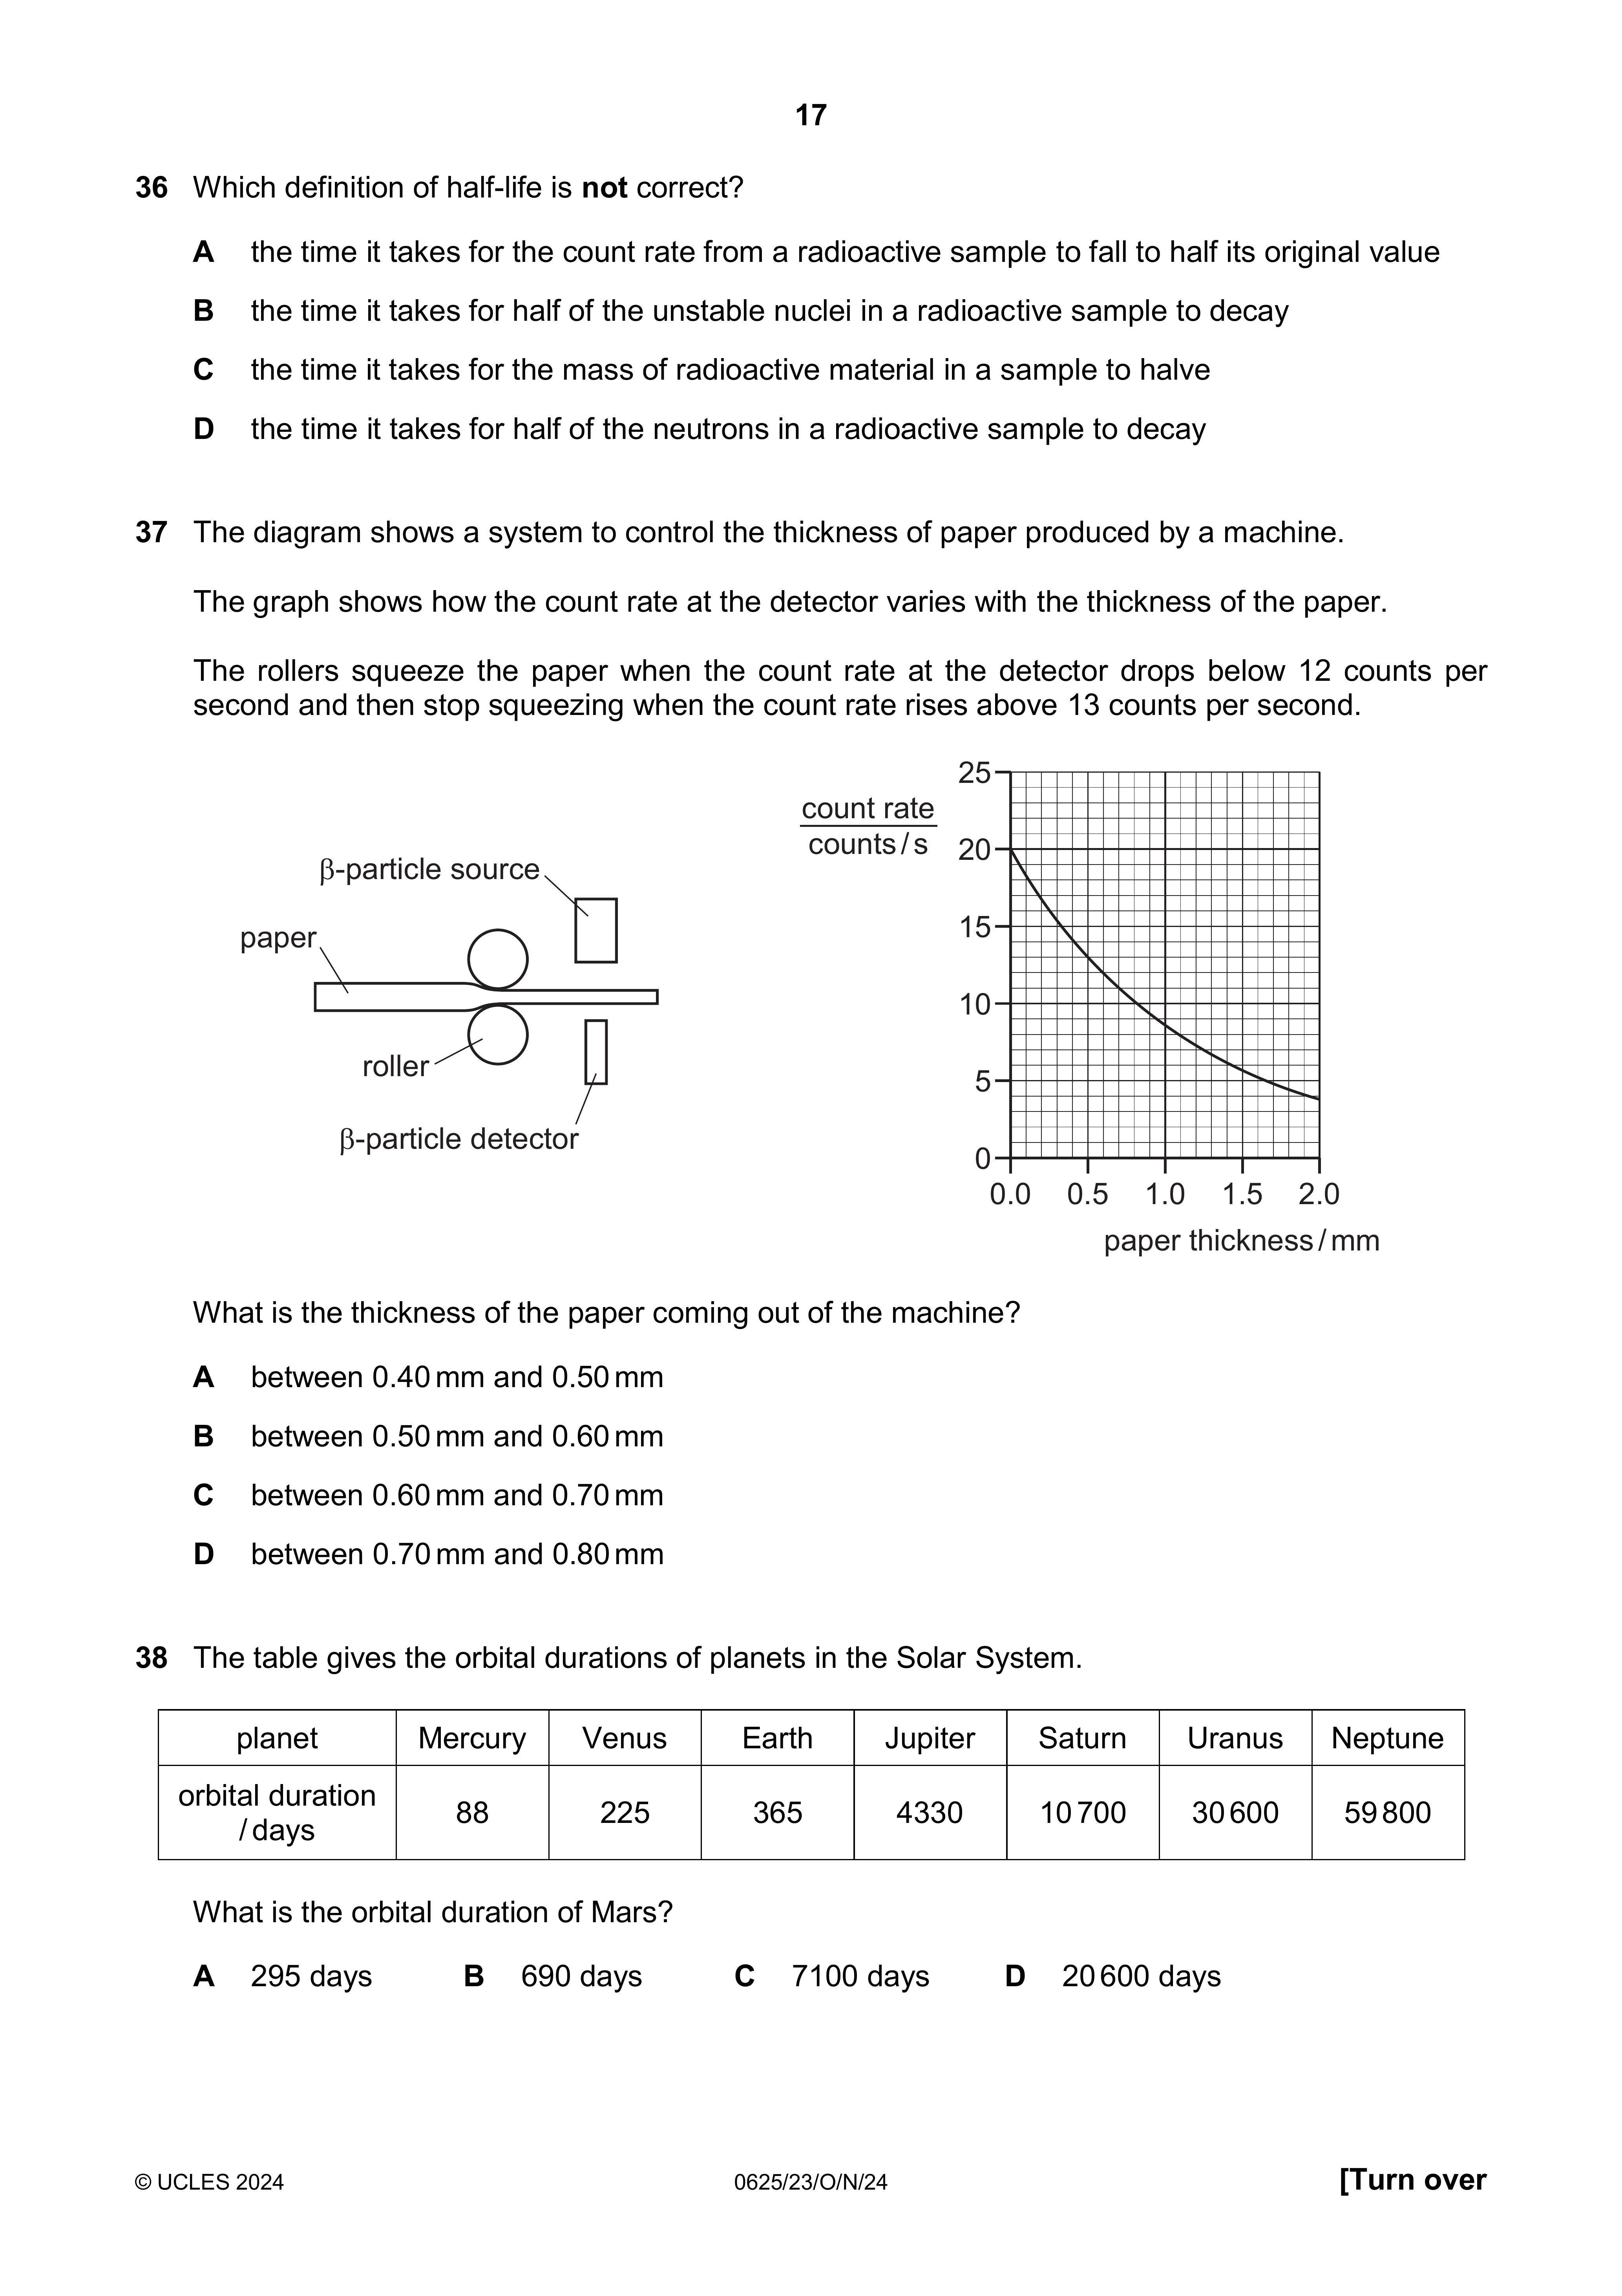 17
36 Which definition of half-life is not correct?
A the time it takes for the count rate from a radioactive sample to fall to half its original value
B the time it takes for half of the unstable nuclei in a radioactive sample to decay
C the time it takes for the mass of radioactive material in a sample to halve
D the time it takes for half of the neutrons in a radioactive sample to decay
37 The diagram shows a system to control the thickness of paper produced by a machine.
The graph shows how the count rate at the detector varies with the thickness of the paper.
The rollers squeeze the paper when the count rate at the detector drops below 12 counts per
second and then stop squeezing when the count rate rises above 13 counts per second.
β-particle source
paper
roller
β-particle detector
count rate
counts / s
25
20
15
10
5
0
0.0 0.5 1.0 1.5 2.0
paper thickness / mm
What is the thickness of the paper coming out of the machine?
A between 0.40 mm and 0.50 mm
B between 0.50 mm and 0.60 mm
C between 0.60 mm and 0.70 mm
D between 0.70 mm and 0.80 mm
38 The table gives the orbital durations of planets in the Solar System.
planet Mercury Venus Earth Jupiter Saturn Uranus Neptune
orbital duration
/ days 88 225 365 4330 10 700 30 600 59 800
What is the orbital duration of Mars?
A 295 days B 690 days C 7100 days D 20 600 days
© UCLES 2024 0625/23/O/N/24 [Turn over